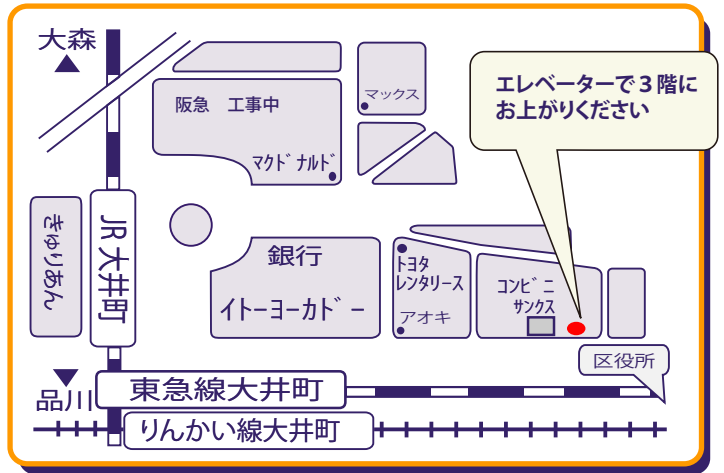 大森
阪急 工事中
マクドナルド
マックス
エレベーターで3階に
お上がりください
きゅりあん
JR大井町
銀行
イトーヨーカドー
トヨタ
レンタリース
アオキ
コンビニ
サンクス
区役所
品川
東急線大井町
りんかい線大井町